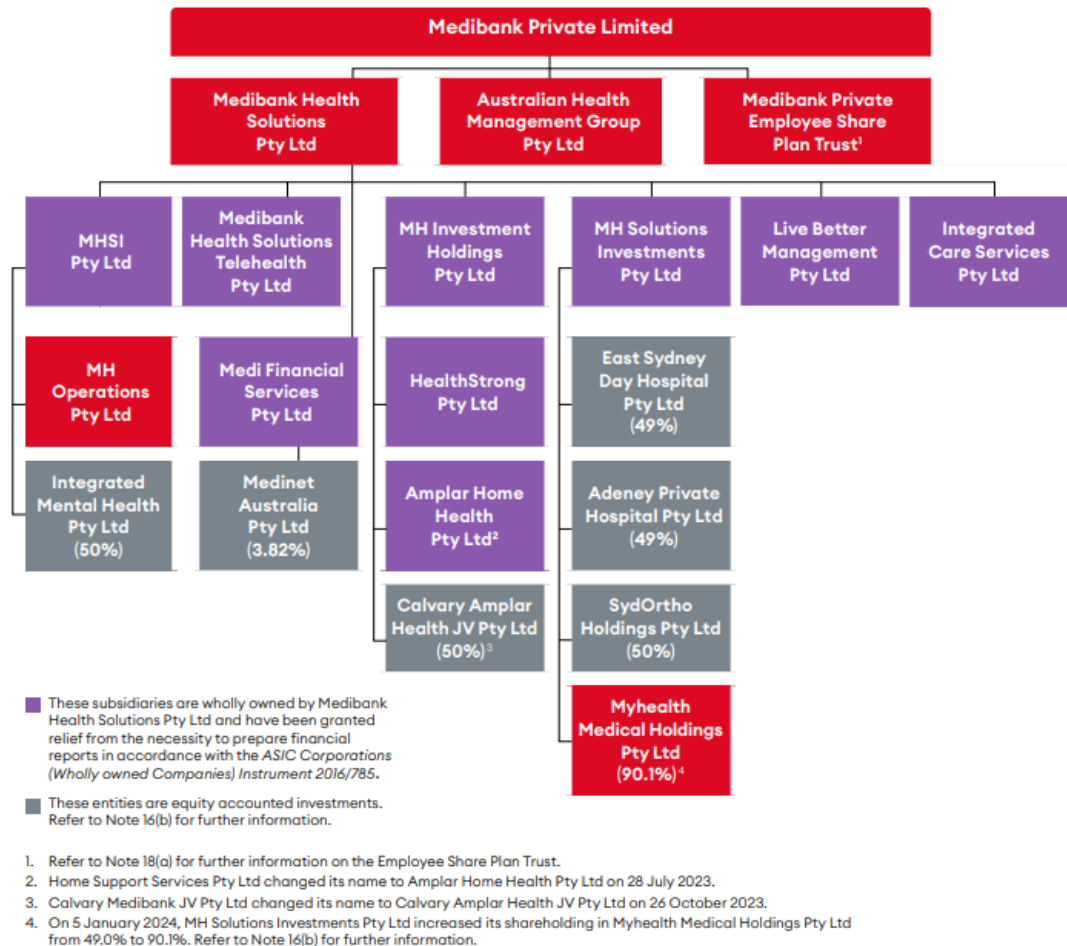 Medibank Private Limited
Medibank Health
Solutions
Pty Ltd
Australian Health
Management Group
Pty Ltd
Medibank Private
Employee Share
Plan Trust¹
MHSI
Pty Ltd
Medibank
Health Solutions
Telehealth
Pty Ltd
MH Investment
Holdings
Pty Ltd
MH Solutions
Investments
Pty Ltd
Live Better
Management
Pty Ltd
Integrated
Care Services
Pty Ltd
MH
Operations
Pty Ltd
Medi Financial
Services
Pty Ltd
HealthStrong
Pty Ltd
East Sydney
Day Hospital
Pty Ltd
(49%)
Integrated
Mental Health
Pty Ltd
(50%)
Medinet
Australia
Pty Ltd
(3.82%)
Amplar Home
Health
Pty Ltd²
Adeney Private
Hospital Pty Ltd
(49%)
Calvary Amplar
Health JV Pty Ltd
(50%)³
SydOrtho
Holdings Pty Ltd
(50%)
Myhealth
Medical Holdings
Pty Ltd
(90.1%)⁴
These subsidiaries are wholly owned by Medibank
Health Solutions Pty Ltd and have been granted
relief from the necessity to prepare financial
reports in accordance with the ASIC Corporations
(Wholly owned Companies) Instrument 2016/785.
These entities are equity accounted investments.
Refer to Note 16(b) for further information.
1. Refer to Note 18(a) for further information on the Employee Share Plan Trust.
2. Home Support Services Pty Ltd changed its name to Amplar Home Health Pty Ltd on 28 July 2023.
3. Calvary Medibank JV Pty Ltd changed its name to Calvary Amplar Health JV Pty Ltd on 26 October 2023.
4. On 5 January 2024, MH Solutions Investments Pty Ltd increased its shareholding in Myhealth Medical Holdings Pty Ltd
from 49.0% to 90.1%. Refer to Note 16(b) for further information.